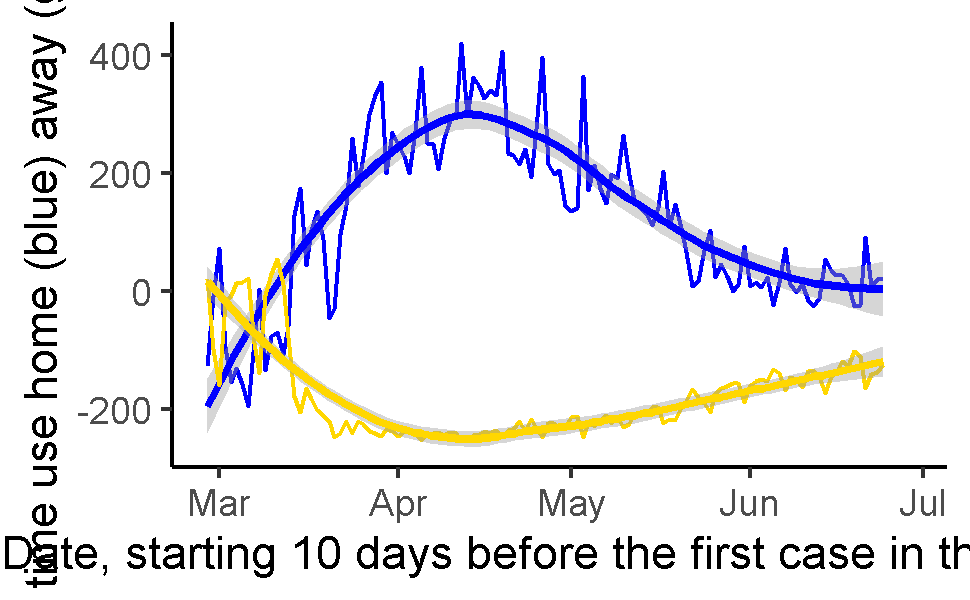 time use home (blue) away (
400
200
0
-200
Mar Apr May Jun Jul
Date, starting 10 days before the first case in th